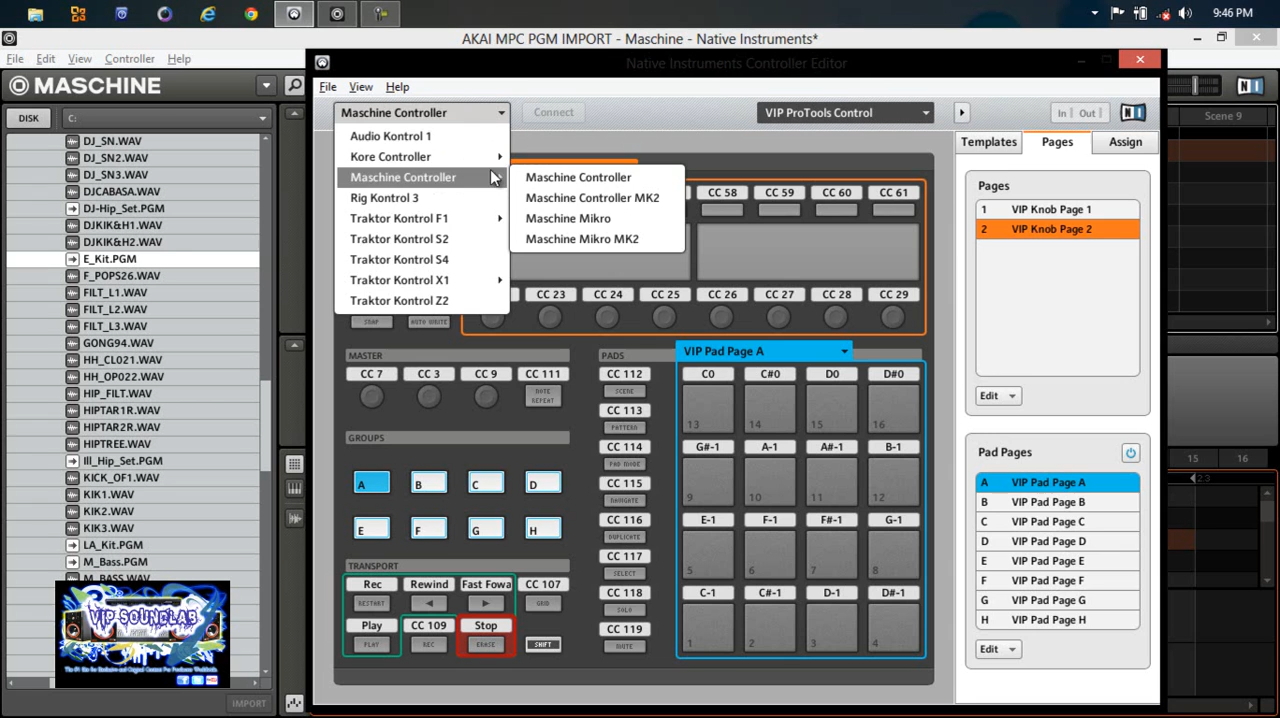 9:46 PM
AKAI MPC PGM IMPORT - Maschine - Native Instruments*
File Edit View Controller Help
MASCHINE
DISK C:
DJ_SN.WAV
DJ_SN2.WAV
DJ_SN3.WAV
DJCABASA.WAV
DJ-Hip_Set.PGM
DJKIK&H1.WAV
DJKIK&H2.WAV
E_Kit.PGM
F_POPS26.WAV
FILT_L1.WAV
FILT_L2.WAV
FILT_L3.WAV
GONG94.WAV
HH_CL021.WAV
HH_OP022.WAV
HIP_FILT.WAV
HIPTAR1R.WAV
HIPTAR2R.WAV
HIPTREE.WAV
Ill_Hip_Set.PGM
KICK_OF1.WAV
KIK1.WAV
KIK2.WAV
KIK3.WAV
LA_Kit.PGM
M_Bass.PGM
M_BASS.WAV
VIP SOUNDLAB
IMPORT
Native Instruments Controller Editor
File View Help
Maschine Controller Connect VIP ProTools Control In Out
Audio Kontrol 1
Kore Controller
Maschine Controller
Rig Kontrol 3
Traktor Kontrol F1
Traktor Kontrol S2
Traktor Kontrol S4
Traktor Kontrol X1
Traktor Kontrol Z2
Maschine Controller
Maschine Controller MK2
Maschine Mikro
Maschine Mikro MK2
CC 58 CC 59 CC 60 CC 61
CC 23 CC 24 CC 25 CC 26 CC 27 CC 28 CC 29
SNAP AUTO WRITE
MASTER
CC 7 CC 3 CC 9 CC 111
NOTE
REPEAT
GROUPS
A B C D
E F G H
TRANSPORT
Rec Rewind Fast Fowa CC 107
RESTART GRID
Play CC 109 Stop
PLAY REC ERASE SHIFT
PADS
CC 112
SCENE
CC 113
PATTERN
CC 114
PAD MODE
CC 115
NAVIGATE
CC 116
DUPLICATE
CC 117
SELECT
CC 118
SOLO
CC 119
MUTE
VIP Pad Page A
C0 C#0 D0 D#0
13 14 15 16
G#-1 A-1 A#-1 B-1
9 10 11 12
E-1 F-1 F#-1 G-1
5 6 7 8
C-1 C#-1 D-1 D#-1
1 2 3 4
Templates Pages Assign
Pages
1 VIP Knob Page 1
2 VIP Knob Page 2
Edit
Pad Pages
A VIP Pad Page A
B VIP Pad Page B
C VIP Pad Page C
D VIP Pad Page D
E VIP Pad Page E
F VIP Pad Page F
G VIP Pad Page G
H VIP Pad Page H
Edit
Scene 9
15 16